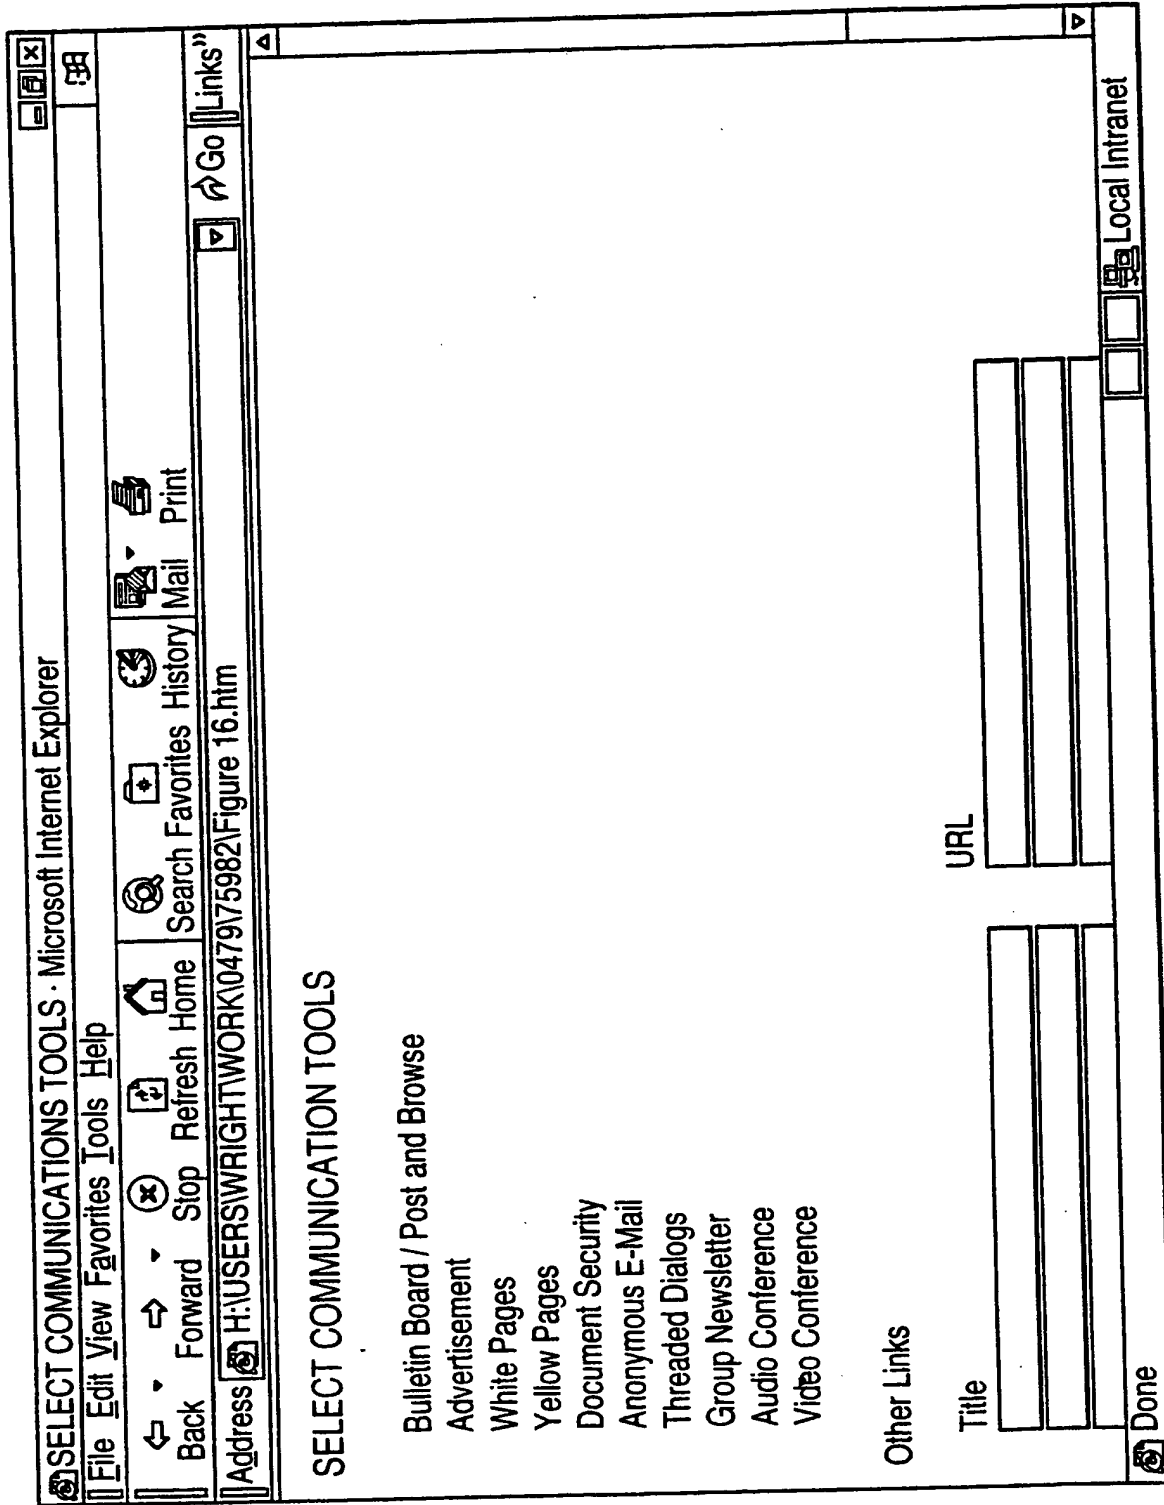 SELECT COMMUNICATIONS TOOLS · Microsoft Internet Explorer
File Edit View Favorites Tools Help
Back Forward Stop Refresh Home Search Favorites History Mail Print
Address H:\USERS\WRIGHT\WORK\0479\75982\Figure 16.htm Go Links"
SELECT COMMUNICATION TOOLS
Bulletin Board / Post and Browse
Advertisement
White Pages
Yellow Pages
Document Security
Anonymous E-Mail
Threaded Dialogs
Group Newsletter
Audio Conference
Video Conference
Other Links
Title URL
Done Local Intranet